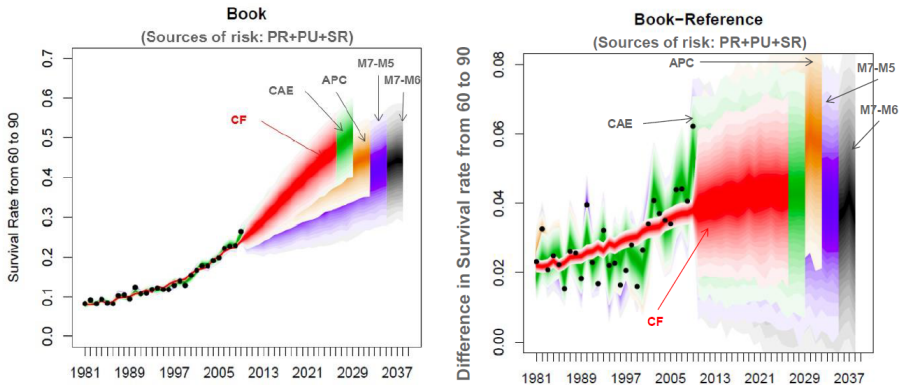 Book
(Sources of risk: PR+PU+SR)
Survival Rate from 60 to 90
0.7
0.6
0.5
0.4
0.3
0.2
0.1
0.0
M7-M5
APC
M7-M6
CAE
CF
1981 1989 1997 2005 2013 2021 2029 2037
Book−Reference
(Sources of risk: PR+PU+SR)
Difference in Survival rate from 60 to 90
0.08
0.06
0.04
0.02
0.00
APC
M7-M5
M7-M6
CAE
CF
1981 1989 1997 2005 2013 2021 2029 2037